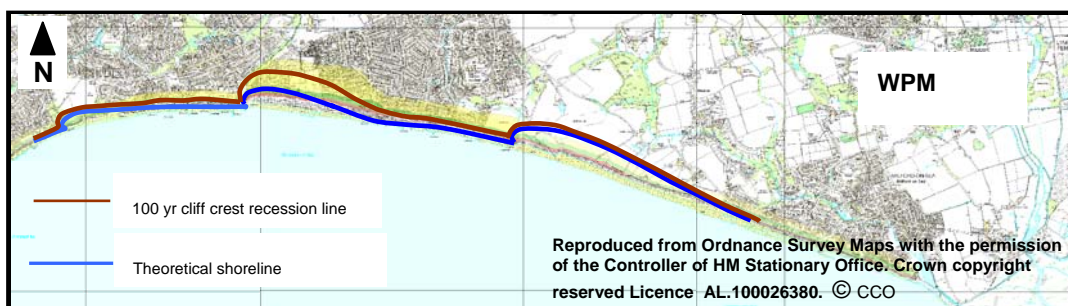 N
WPM
100 yr cliff crest recession line
Theoretical shoreline
Reproduced from Ordnance Survey Maps with the permission
of the Controller of HM Stationary Office. Crown copyright
reserved Licence AL.100026380. © CCO